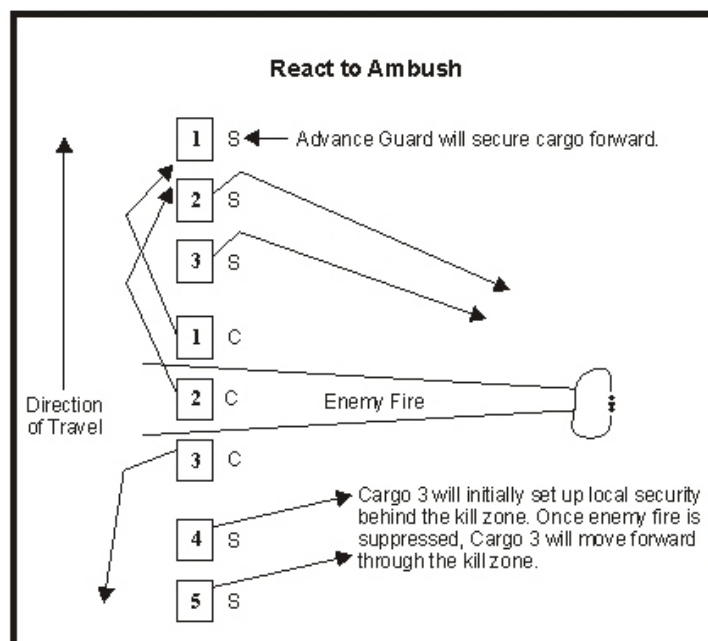 React to Ambush
1 S Advance Guard will secure cargo forward.
2 S
3 S
1 C
2 C Enemy Fire
Direction
of Travel
3 C
Cargo 3 will initially set up local security
behind the kill zone. Once enemy fire is
suppressed, Cargo 3 will move forward
through the kill zone.
4 S
5 S